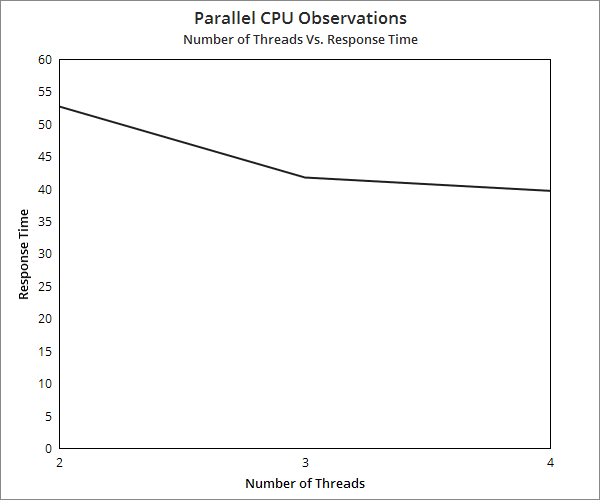 Parallel CPU Observations
Number of Threads Vs. Response Time
60
55
50
45
40
35
30
25
20
15
10
5
0
Response Time
2 3 4
Number of Threads